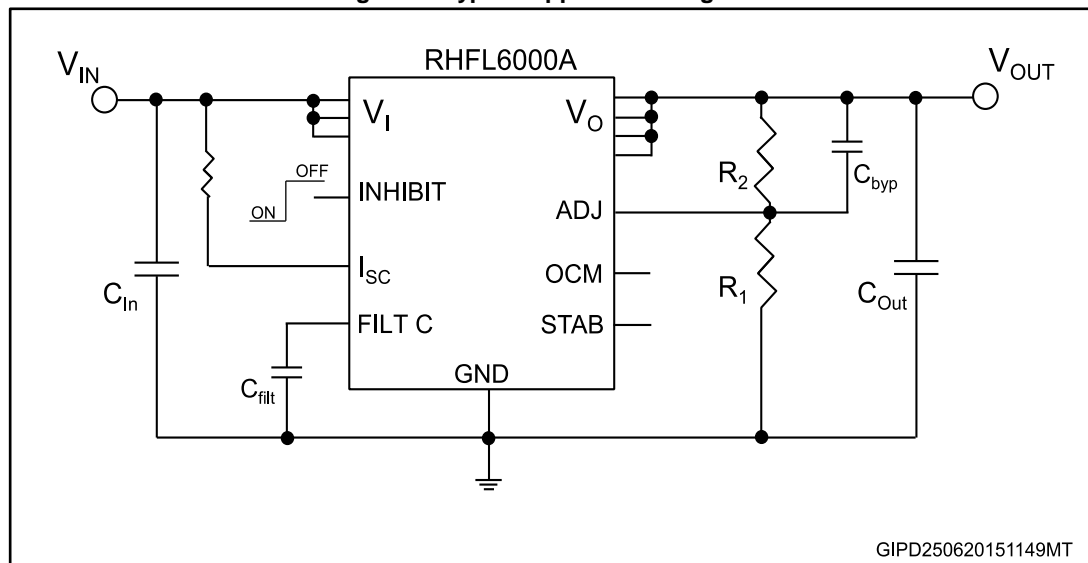 RHFL6000A
V_IN
V_OUT
V_I
V_O
OFF
ON
INHIBIT
R_2
C_byp
ADJ
I_SC
OCM
C_In
R_1
C_Out
FILT C
STAB
C_filt
GND
GIPD250620151149MT